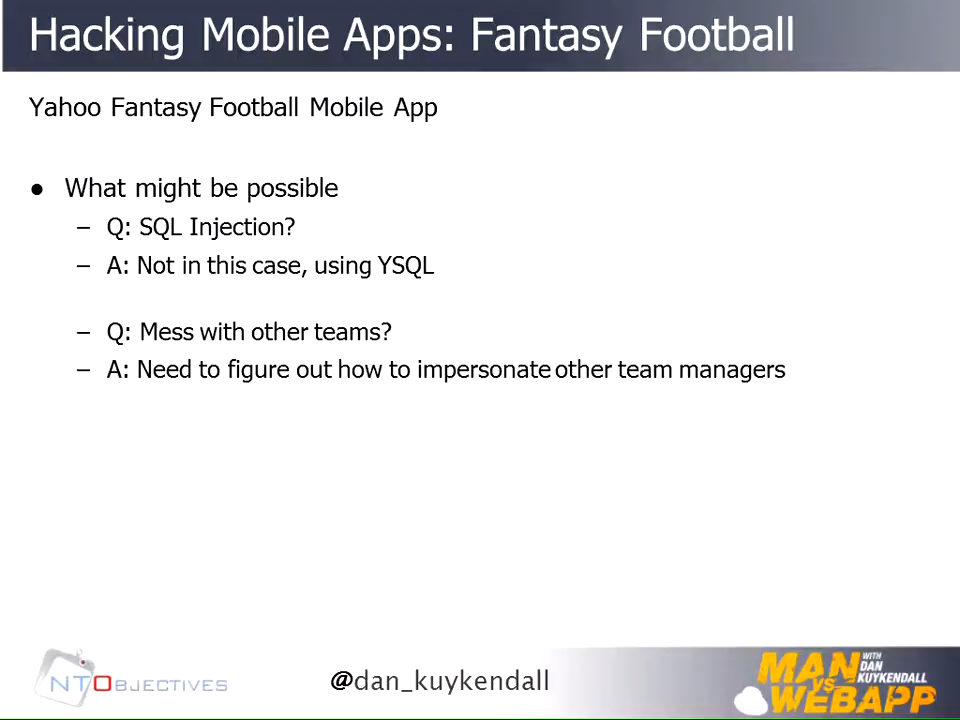 Hacking Mobile Apps: Fantasy Football
Yahoo Fantasy Football Mobile App
● What might be possible
– Q: SQL Injection?
– A: Not in this case, using YSQL
– Q: Mess with other teams?
– A: Need to figure out how to impersonate other team managers
NTOBJECTIVES
@dan_kuykendall
MAN VS WEBAPP
WITH DAN KUYKENDALL